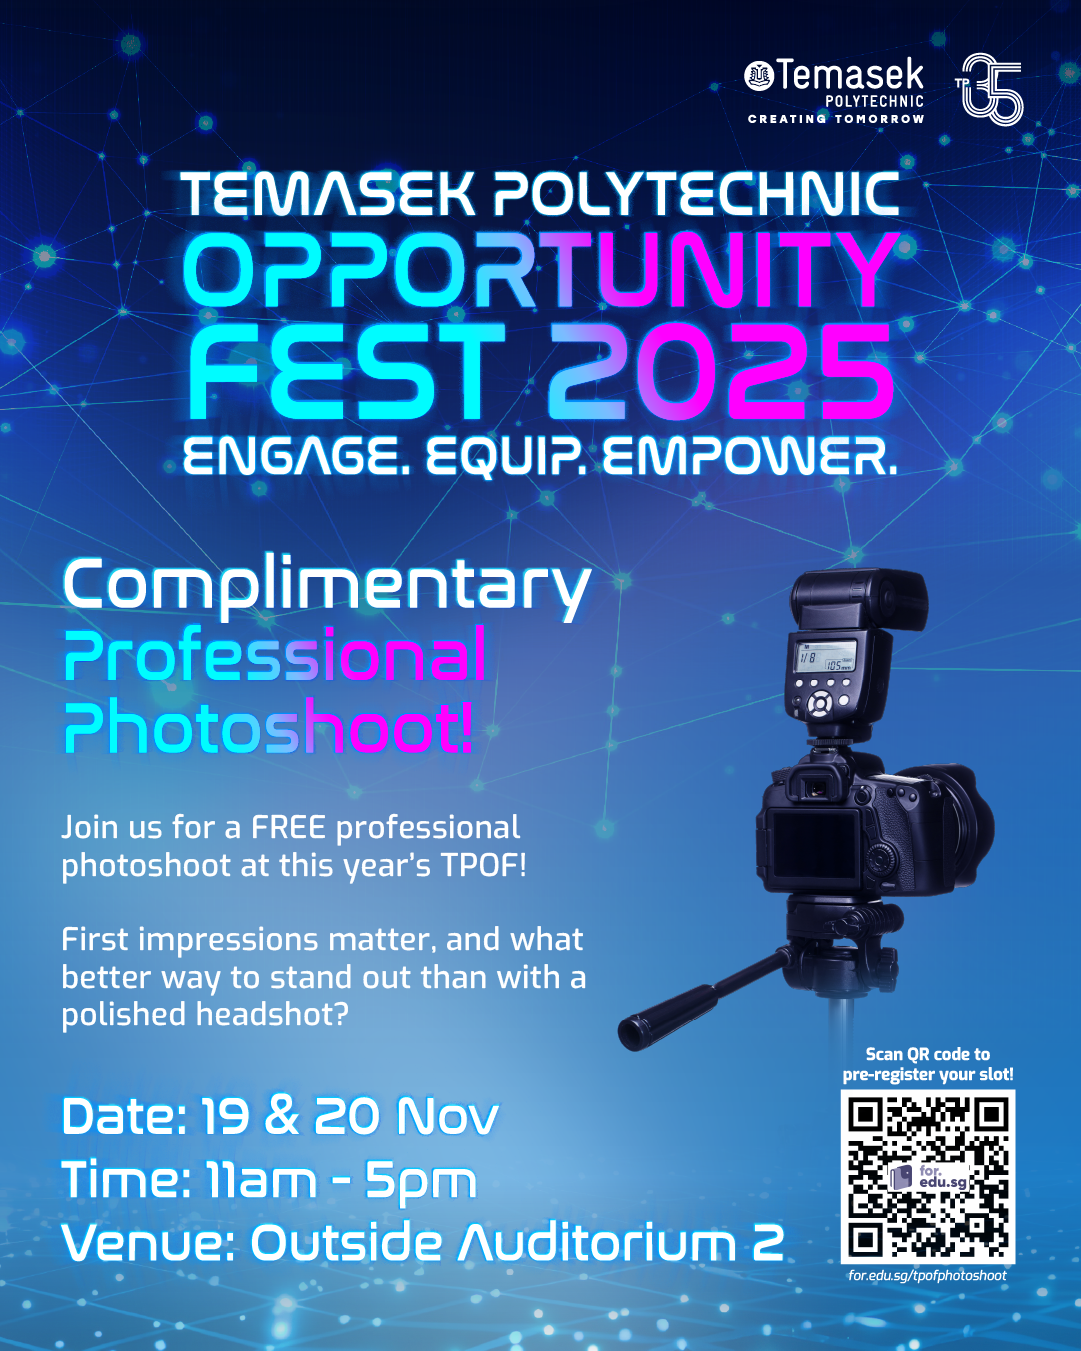 Temasek
POLYTECHNIC
CREATING TOMORROW
TP 35
TEMASEK POLYTECHNIC
OPPORTUNITY
FEST 2025
ENGAGE. EQUIP. EMPOWER.
Complimentary
Professional
Photoshoot!
1/8
105mm
Join us for a FREE professional
photoshoot at this year's TPOF!
First impressions matter, and what
better way to stand out than with a
polished headshot?
Scan QR code to
pre-register your slot!
Date: 19 & 20 Nov
Time: 11am - 5pm
Venue: Outside Auditorium 2
for.
edu.sg
for.edu.sg/tpofphotoshoot